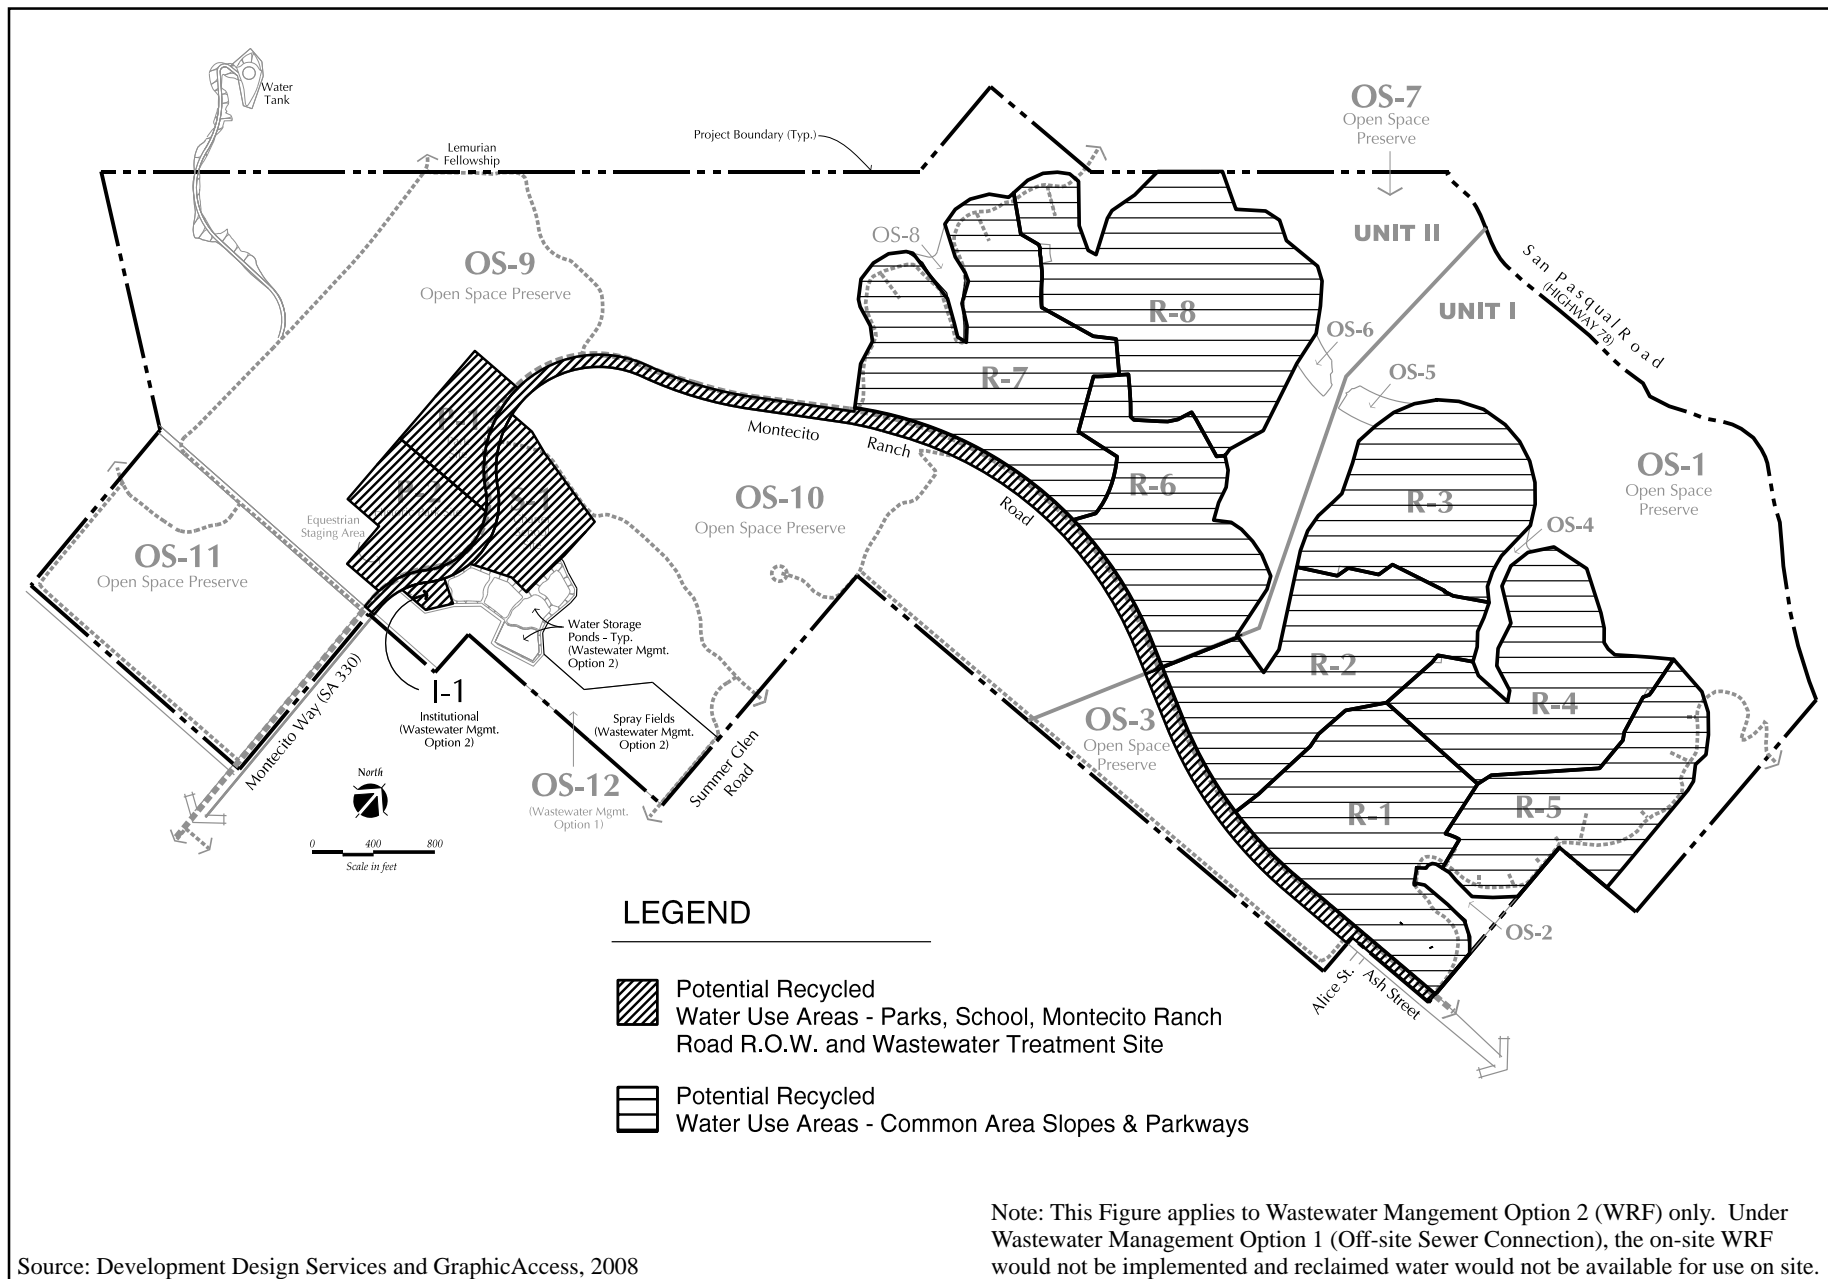 Water
Tank
Lemurian
Fellowship
Project Boundary (Typ.)
OS-7
Open Space
Preserve
OS-8
UNIT II
UNIT I
San Pasqual Road
(HIGHWAY 78)
OS-9
Open Space Preserve
R-8
OS-6
OS-5
R-7
P-1
Montecito
Ranch
Road
OS-1
Open Space
Preserve
OS-10
Open Space Preserve
R-6
R-3
P-2
S-1
Equestrian
Staging Area
OS-4
OS-11
Open Space Preserve
Water Storage
Ponds - Typ.
(Wastewater Mgmt.
Option 2)
R-2
I-1
Institutional
(Wastewater Mgmt.
Option 2)
Montecito Way (SA 330)
Spray Fields
(Wastewater Mgmt.
Option 2)
OS-3
Open Space
Preserve
R-4
Summer Glen
Road
OS-12
(Wastewater Mgmt.
Option 1)
R-1
R-5
North
0 400 800
Scale in feet
OS-2
Alice St.
Ash Street
LEGEND
Potential Recycled
Water Use Areas - Parks, School, Montecito Ranch
Road R.O.W. and Wastewater Treatment Site
Potential Recycled
Water Use Areas - Common Area Slopes & Parkways
Note: This Figure applies to Wastewater Mangement Option 2 (WRF) only. Under
Wastewater Management Option 1 (Off-site Sewer Connection), the on-site WRF
would not be implemented and reclaimed water would not be available for use on site.
Source: Development Design Services and GraphicAccess, 2008